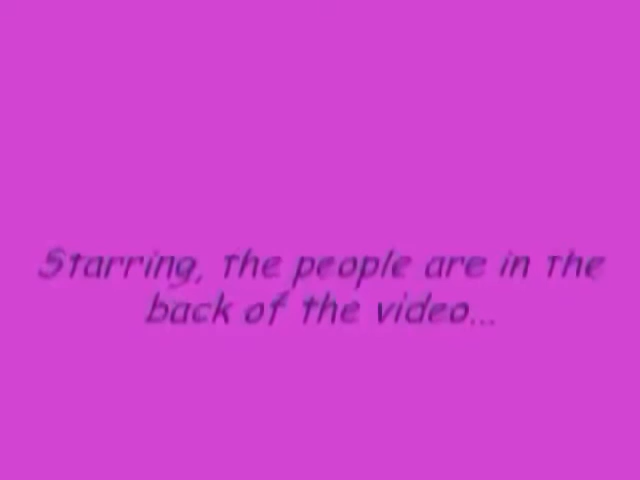 Starring, the people are in the
back of the video...